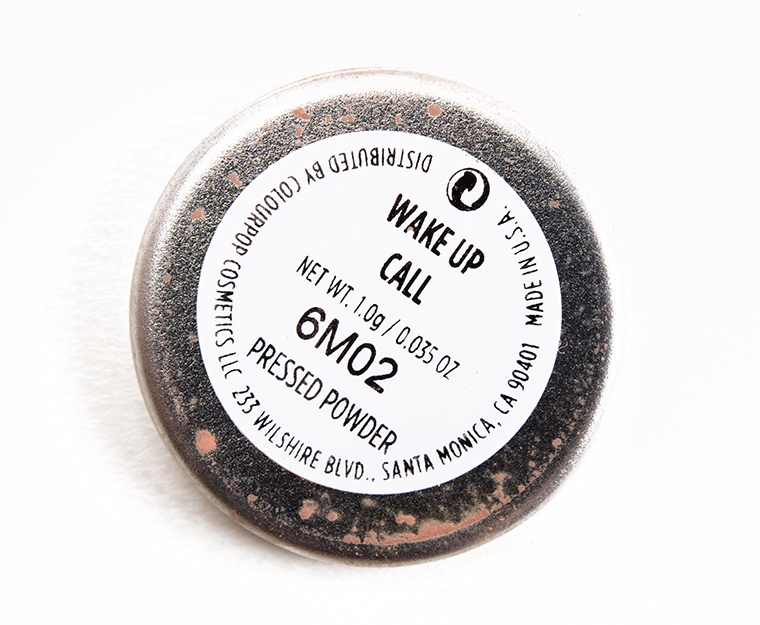 WAKE UP
CALL
NET WT. 1.0g / 0.035 OZ
6M02
PRESSED POWDER
DISTRIBUTED BY COLOURPOP COSMETICS LLC 233 WILSHIRE BLVD., SANTA MONICA, CA 90401 MADE IN U.S.A.